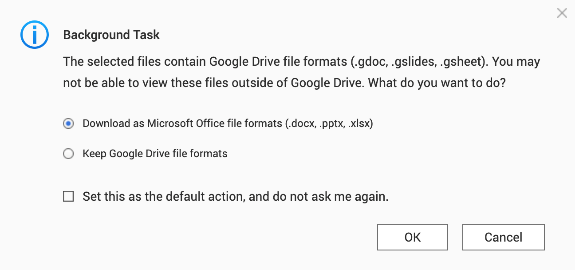 Background Task
The selected files contain Google Drive file formats (.gdoc, .gslides, .gsheet). You may
not be able to view these files outside of Google Drive. What do you want to do?
Download as Microsoft Office file formats (.docx, .pptx, .xlsx)
Keep Google Drive file formats
Set this as the default action, and do not ask me again.
OK Cancel